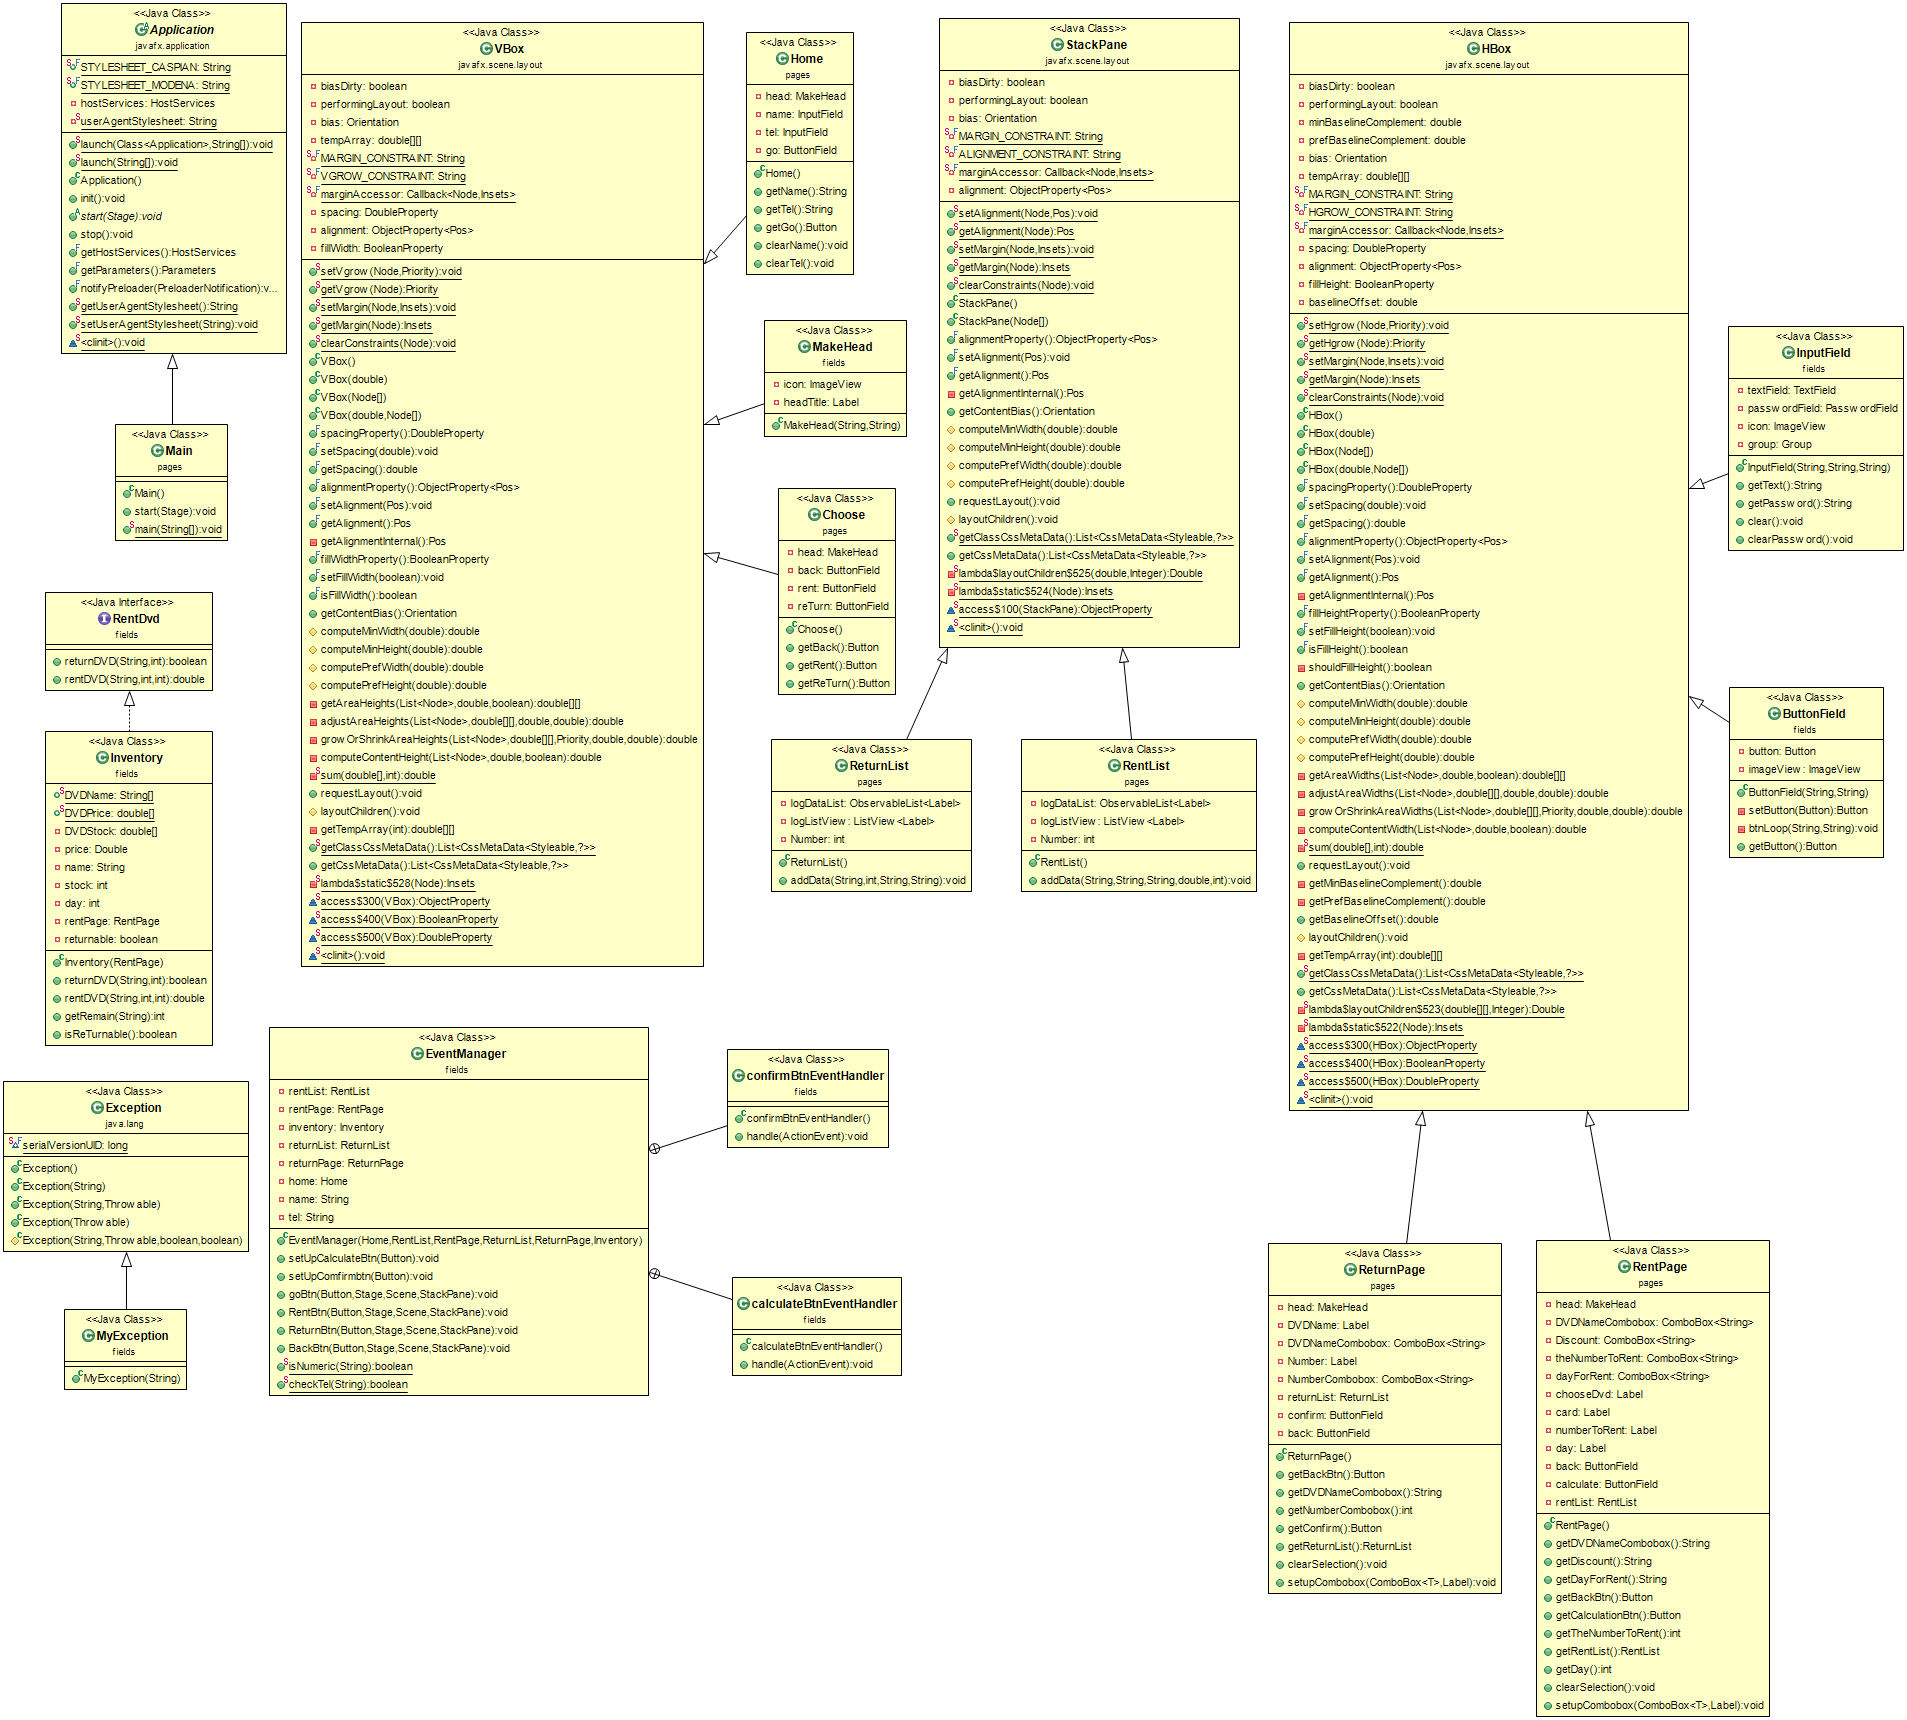 <<Java Class>>
Application
javafx.application
STYLESHEET_CASPIAN: String
STYLESHEET_MODENA: String
hostServices: HostServices
userAgentStylesheet: String
launch(Class<Application>,String[]):void
launch(String[]):void
Application()
init():void
start(Stage):void
stop():void
getHostServices():HostServices
getParameters():Parameters
notifyPreloader(PreloaderNotification):v...
getUserAgentStylesheet():String
setUserAgentStylesheet(String):void
<clinit>():void
<<Java Class>>
Main
pages
Main()
start(Stage):void
main(String[]):void
<<Java Interface>>
RentDvd
fields
returnDVD(String,int):boolean
rentDVD(String,int,int):double
<<Java Class>>
Inventory
fields
DVDName: String[]
DVDPrice: double[]
DVDStock: double[]
price: Double
name: String
stock: int
day: int
rentPage: RentPage
returnable: boolean
Inventory(RentPage)
returnDVD(String,int):boolean
rentDVD(String,int,int):double
getRemain(String):int
isReTurnable():boolean
<<Java Class>>
Exception
java.lang
serialVersionUID: long
Exception()
Exception(String)
Exception(String,Throwable)
Exception(Throwable)
Exception(String,Throwable,boolean,boolean)
<<Java Class>>
MyException
fields
MyException(String)
<<Java Class>>
VBox
javafx.scene.layout
biasDirty: boolean
performingLayout: boolean
bias: Orientation
tempArray: double[][]
MARGIN_CONSTRAINT: String
VGROW_CONSTRAINT: String
marginAccessor: Callback<Node,Insets>
spacing: DoubleProperty
alignment: ObjectProperty<Pos>
fillWidth: BooleanProperty
setVgrow(Node,Priority):void
getVgrow(Node):Priority
setMargin(Node,Insets):void
getMargin(Node):Insets
clearConstraints(Node):void
VBox()
VBox(double)
VBox(Node[])
VBox(double,Node[])
spacingProperty():DoubleProperty
setSpacing(double):void
getSpacing():double
alignmentProperty():ObjectProperty<Pos>
setAlignment(Pos):void
getAlignment():Pos
getAlignmentInternal():Pos
fillWidthProperty():BooleanProperty
setFillWidth(boolean):void
isFillWidth():boolean
getContentBias():Orientation
computeMinWidth(double):double
computeMinHeight(double):double
computePrefWidth(double):double
computePrefHeight(double):double
getAreaHeights(List<Node>,double,boolean):double[][]
adjustAreaHeights(List<Node>,double[][],double,double):double
growOrShrinkAreaHeights(List<Node>,double[][],Priority,double,double):double
computeContentHeight(List<Node>,double,boolean):double
sum(double[],int):double
requestLayout():void
layoutChildren():void
getTempArray(int):double[][]
getClassCssMetaData():List<CssMetaData<Styleable,?>>
getCssMetaData():List<CssMetaData<Styleable,?>>
lambda$static$528(Node):Insets
access$300(VBox):ObjectProperty
access$400(VBox):BooleanProperty
access$500(VBox):DoubleProperty
<clinit>():void
<<Java Class>>
EventManager
fields
rentList: RentList
rentPage: RentPage
inventory: Inventory
returnList: ReturnList
returnPage: ReturnPage
home: Home
name: String
tel: String
EventManager(Home,RentList,RentPage,ReturnList,ReturnPage,Inventory)
setUpCalculateBtn(Button):void
setUpComfirmbtn(Button):void
goBtn(Button,Stage,Scene,StackPane):void
RentBtn(Button,Stage,Scene,StackPane):void
ReturnBtn(Button,Stage,Scene,StackPane):void
BackBtn(Button,Stage,Scene,StackPane):void
isNumeric(String):boolean
checkTel(String):boolean
<<Java Class>>
Home
pages
head: MakeHead
name: InputField
tel: InputField
go: ButtonField
Home()
getName():String
getTel():String
getGo():Button
clearName():void
clearTel():void
<<Java Class>>
MakeHead
fields
icon: ImageView
headTitle: Label
MakeHead(String,String)
<<Java Class>>
Choose
pages
head: MakeHead
back: ButtonField
rent: ButtonField
reTurn: ButtonField
Choose()
getBack():Button
getRent():Button
getReTurn():Button
<<Java Class>>
ReturnList
pages
logDataList: ObservableList<Label>
logListView: ListView<Label>
Number: int
ReturnList()
addData(String,int,String,String):void
<<Java Class>>
confirmBtnEventHandler
fields
confirmBtnEventHandler()
handle(ActionEvent):void
<<Java Class>>
calculateBtnEventHandler
fields
calculateBtnEventHandler()
handle(ActionEvent):void
<<Java Class>>
StackPane
javafx.scene.layout
biasDirty: boolean
performingLayout: boolean
bias: Orientation
MARGIN_CONSTRAINT: String
ALIGNMENT_CONSTRAINT: String
marginAccessor: Callback<Node,Insets>
alignment: ObjectProperty<Pos>
setAlignment(Node,Pos):void
getAlignment(Node):Pos
setMargin(Node,Insets):void
getMargin(Node):Insets
clearConstraints(Node):void
StackPane()
StackPane(Node[])
alignmentProperty():ObjectProperty<Pos>
setAlignment(Pos):void
getAlignment():Pos
getAlignmentInternal():Pos
getContentBias():Orientation
computeMinWidth(double):double
computeMinHeight(double):double
computePrefWidth(double):double
computePrefHeight(double):double
requestLayout():void
layoutChildren():void
getClassCssMetaData():List<CssMetaData<Styleable,?>>
getCssMetaData():List<CssMetaData<Styleable,?>>
lambda$layoutChildren$525(double,Integer):Double
lambda$static$524(Node):Insets
access$100(StackPane):ObjectProperty
<clinit>():void
<<Java Class>>
RentList
pages
logDataList: ObservableList<Label>
logListView: ListView<Label>
Number: int
RentList()
addData(String,String,String,double,int):void
<<Java Class>>
HBox
javafx.scene.layout
biasDirty: boolean
performingLayout: boolean
minBaselineComplement: double
prefBaselineComplement: double
bias: Orientation
tempArray: double[][]
MARGIN_CONSTRAINT: String
HGROW_CONSTRAINT: String
marginAccessor: Callback<Node,Insets>
spacing: DoubleProperty
alignment: ObjectProperty<Pos>
fillHeight: BooleanProperty
baselineOffset: double
setHgrow(Node,Priority):void
getHgrow(Node):Priority
setMargin(Node,Insets):void
getMargin(Node):Insets
clearConstraints(Node):void
HBox()
HBox(double)
HBox(Node[])
HBox(double,Node[])
spacingProperty():DoubleProperty
setSpacing(double):void
getSpacing():double
alignmentProperty():ObjectProperty<Pos>
setAlignment(Pos):void
getAlignment():Pos
getAlignmentInternal():Pos
fillHeightProperty():BooleanProperty
setFillHeight(boolean):void
isFillHeight():boolean
shouldFillHeight():boolean
getContentBias():Orientation
computeMinWidth(double):double
computeMinHeight(double):double
computePrefWidth(double):double
computePrefHeight(double):double
getAreaWidths(List<Node>,double,boolean):double[][]
adjustAreaWidths(List<Node>,double[][],double,double):double
growOrShrinkAreaWidths(List<Node>,double[][],Priority,double,double):double
computeContentWidth(List<Node>,double,boolean):double
sum(double[],int):double
requestLayout():void
getMinBaselineComplement():double
getPrefBaselineComplement():double
getBaselineOffset():double
layoutChildren():void
getTempArray(int):double[][]
getClassCssMetaData():List<CssMetaData<Styleable,?>>
getCssMetaData():List<CssMetaData<Styleable,?>>
lambda$layoutChildren$523(double[][],Integer):Double
lambda$static$522(Node):Insets
access$300(HBox):ObjectProperty
access$400(HBox):BooleanProperty
access$500(HBox):DoubleProperty
<clinit>():void
<<Java Class>>
InputField
fields
textField: TextField
passwordField: PasswordField
icon: ImageView
group: Group
InputField(String,String,String)
getText():String
getPassword():String
clear():void
clearPassword():void
<<Java Class>>
ButtonField
fields
button: Button
imageView: ImageView
ButtonField(String,String)
setButton(Button):Button
btnLoop(String,String):void
getButton():Button
<<Java Class>>
ReturnPage
pages
head: MakeHead
DVDName: Label
DVDNameCombobox: ComboBox<String>
Number: Label
NumberCombobox: ComboBox<String>
returnList: ReturnList
confirm: ButtonField
back: ButtonField
ReturnPage()
getBackBtn():Button
getDVDNameCombobox():String
getNumberCombobox():int
getConfirm():Button
getReturnList():ReturnList
clearSelection():void
setupCombobox(ComboBox<T>,Label):void
<<Java Class>>
RentPage
pages
head: MakeHead
DVDNameCombobox: ComboBox<String>
Discount: ComboBox<String>
theNumberToRent: ComboBox<String>
dayForRent: ComboBox<String>
chooseDvd: Label
card: Label
numberToRent: Label
day: Label
back: ButtonField
calculate: ButtonField
rentList: RentList
RentPage()
getDVDNameCombobox():String
getDiscount():String
getDayForRent():String
getBackBtn():Button
getCalculationBtn():Button
getTheNumberToRent():int
getRentList():RentList
getDay():int
clearSelection():void
setupCombobox(ComboBox<T>,Label):void